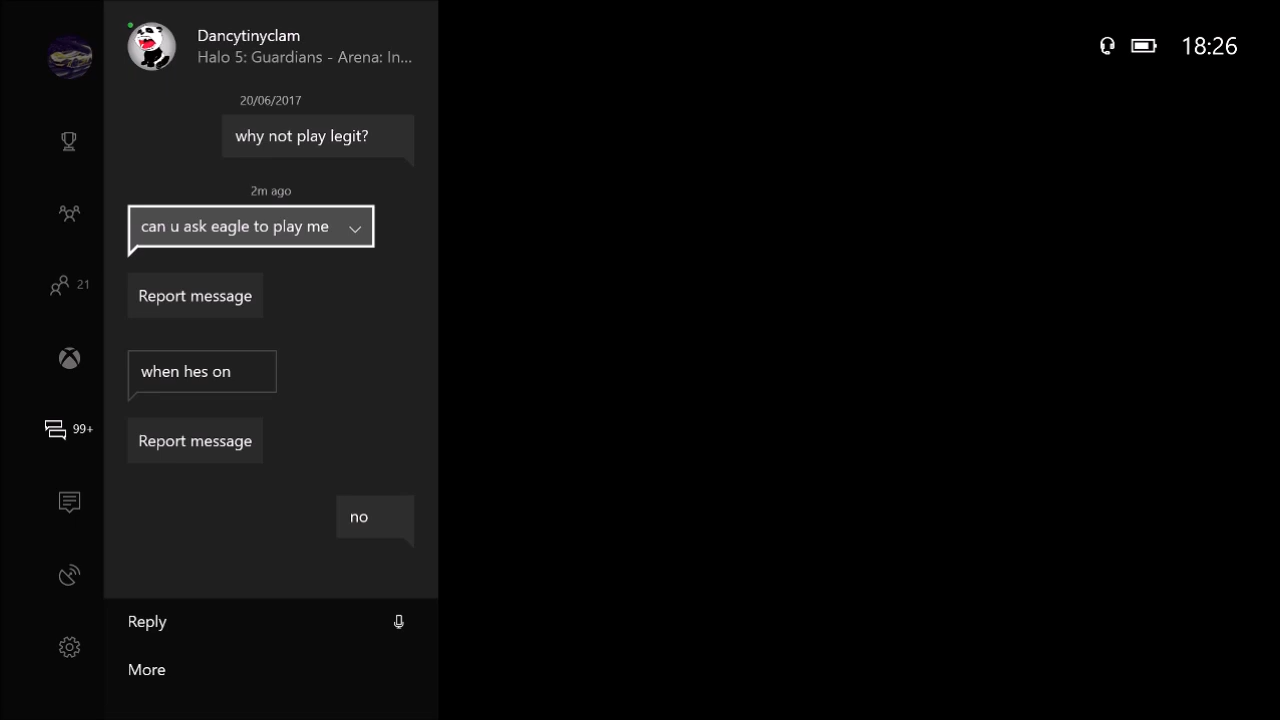 Dancytinyclam
Halo 5: Guardians - Arena: In...
18:26
20/06/2017
why not play legit?
2m ago
can u ask eagle to play me
Report message
21
when hes on
99+
Report message
no
Reply
More